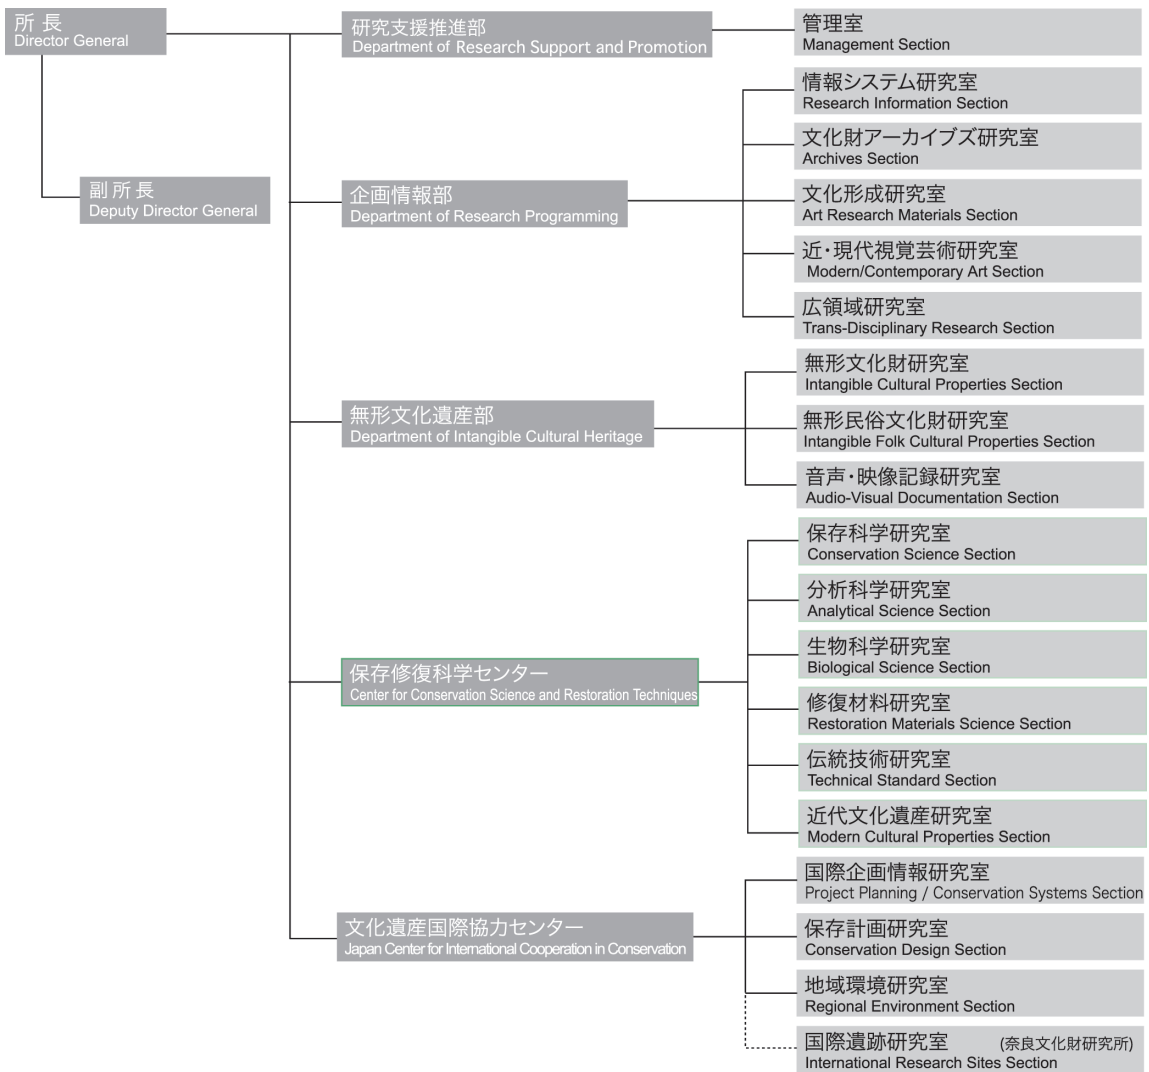 所 長
Director General
副 所 長
Deputy Director General
研究支援推進部
Department of Research Support and Promotion
管理室
Management Section
企画情報部
Department of Research Programming
情報システム研究室
Research Information Section
文化財アーカイブズ研究室
Archives Section
文化形成研究室
Art Research Materials Section
近・現代視覚芸術研究室
Modern/Contemporary Art Section
広領域研究室
Trans-Disciplinary Research Section
無形文化遺産部
Department of Intangible Cultural Heritage
無形文化財研究室
Intangible Cultural Properties Section
無形民俗文化財研究室
Intangible Folk Cultural Properties Section
音声・映像記録研究室
Audio-Visual Documentation Section
保存修復科学センター
Center for Conservation Science and Restoration Techniques
保存科学研究室
Conservation Science Section
分析科学研究室
Analytical Science Section
生物科学研究室
Biological Science Section
修復材料研究室
Restoration Materials Science Section
伝統技術研究室
Technical Standard Section
近代文化遺産研究室
Modern Cultural Properties Section
文化遺産国際協力センター
Japan Center for International Cooperation in Conservation
国際企画情報研究室
Project Planning / Conservation Systems Section
保存計画研究室
Conservation Design Section
地域環境研究室
Regional Environment Section
国際遺跡研究室 (奈良文化財研究所)
International Research Sites Section